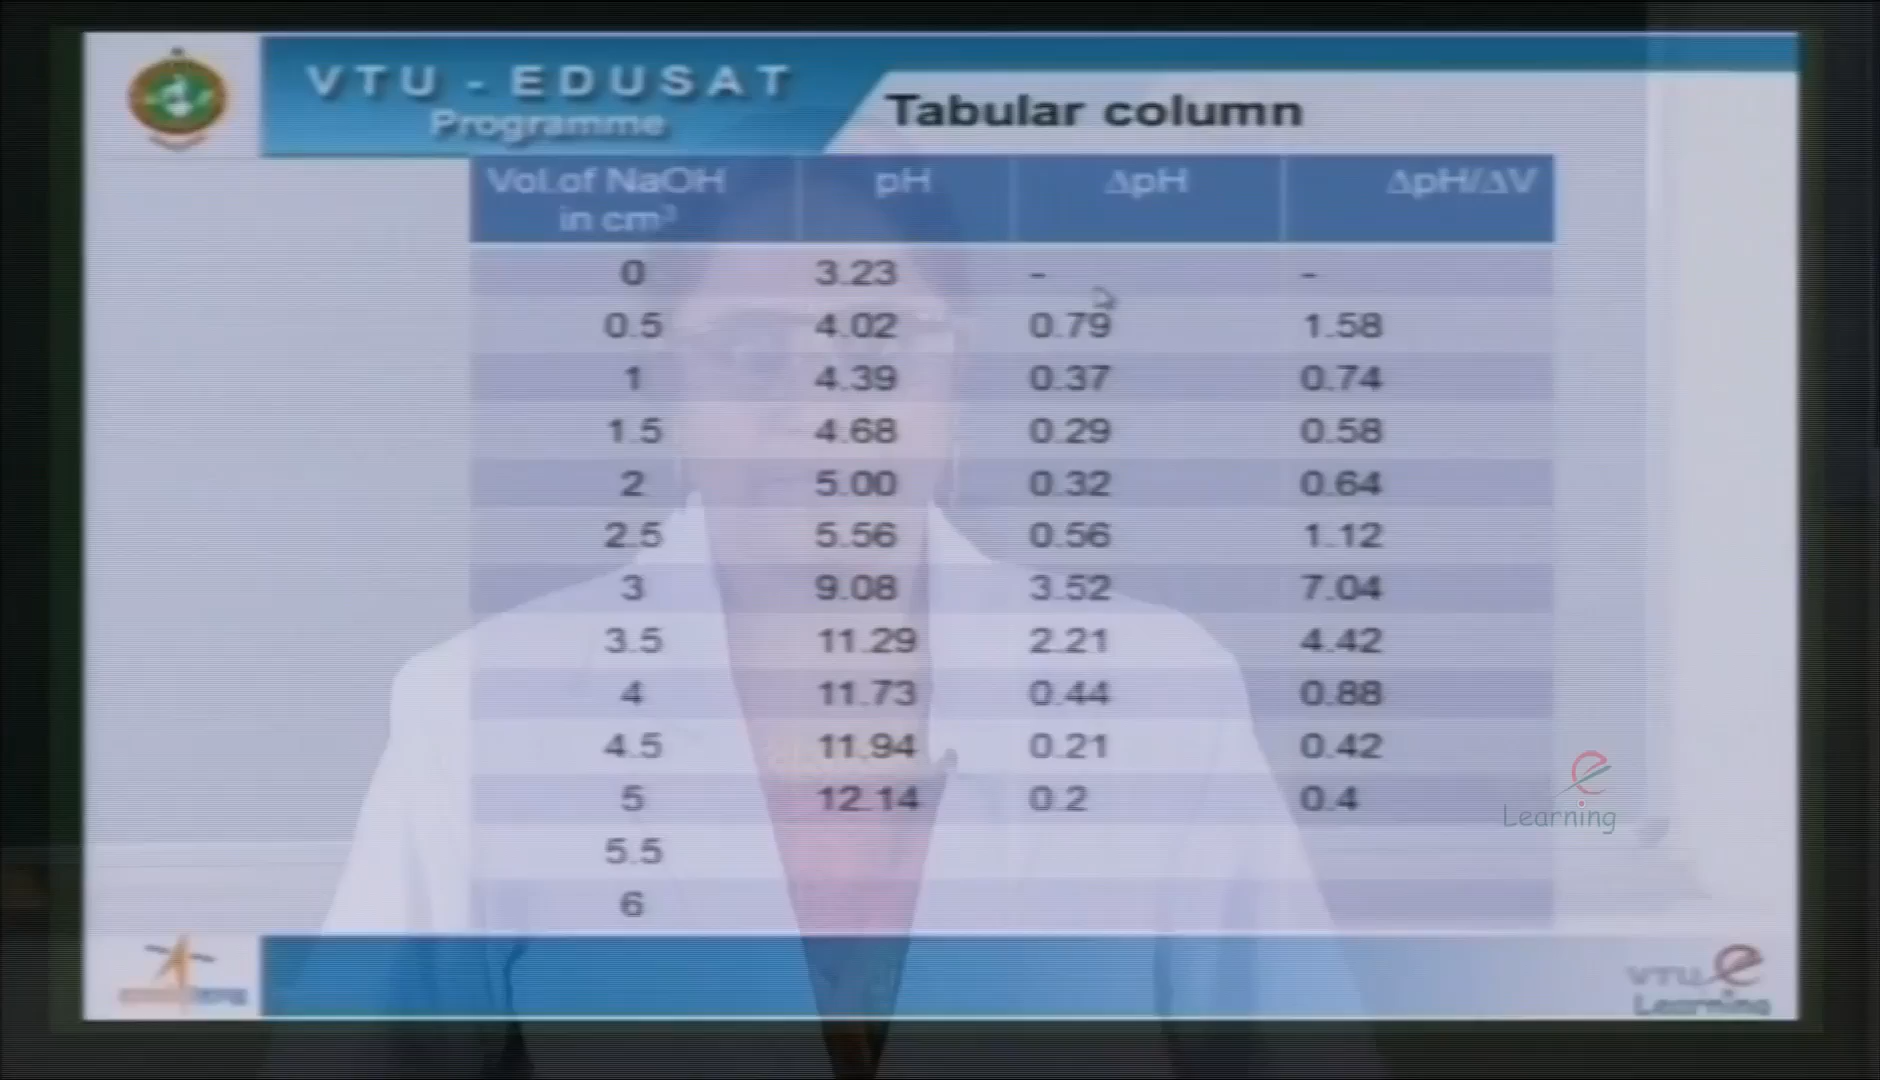 VTU - EDUSAT
Programme
Tabular column
Vol.of NaOH in cm³ pH ΔpH ΔpH/ΔV
0 3.23 - -
0.5 4.02 0.79 1.58
1 4.39 0.37 0.74
1.5 4.68 0.29 0.58
2 5.00 0.32 0.64
2.5 5.56 0.56 1.12
3 9.08 3.52 7.04
3.5 11.29 2.21 4.42
4 11.73 0.44 0.88
4.5 11.94 0.21 0.42
5 12.14 0.2 0.4
5.5
6
e
Learning
VTU e
Learning